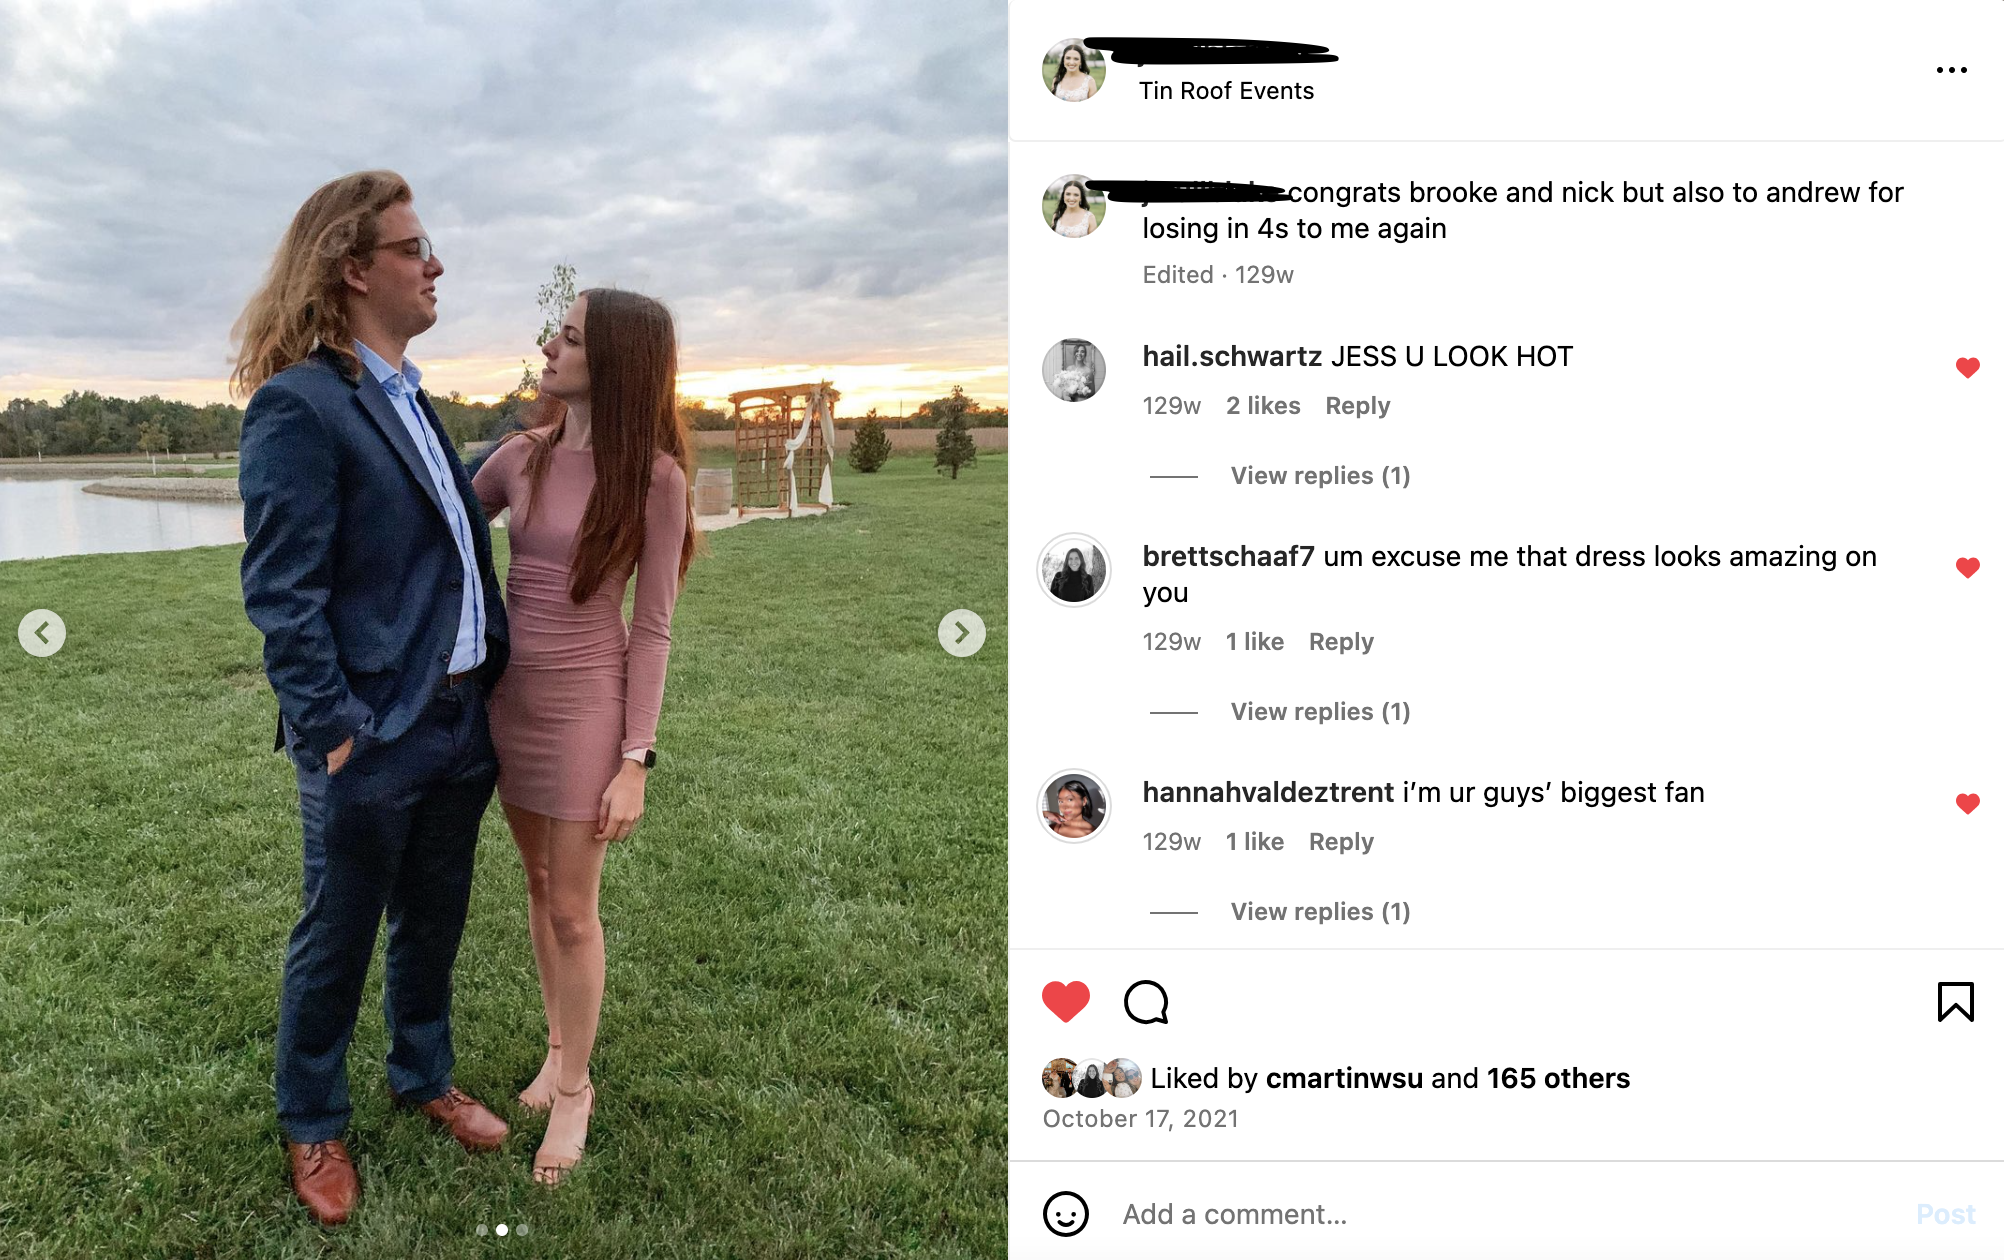 Tin Roof Events
congrats brooke and nick but also to andrew for
losing in 4s to me again
Edited · 129w
hail.schwartz JESS U LOOK HOT
129w 2 likes Reply
View replies (1)
brettschaaf7 um excuse me that dress looks amazing on
you
129w 1 like Reply
View replies (1)
hannahvaldeztrent i’m ur guys’ biggest fan
129w 1 like Reply
View replies (1)
Liked by cmartinwsu and 165 others
October 17, 2021
Add a comment...
Post